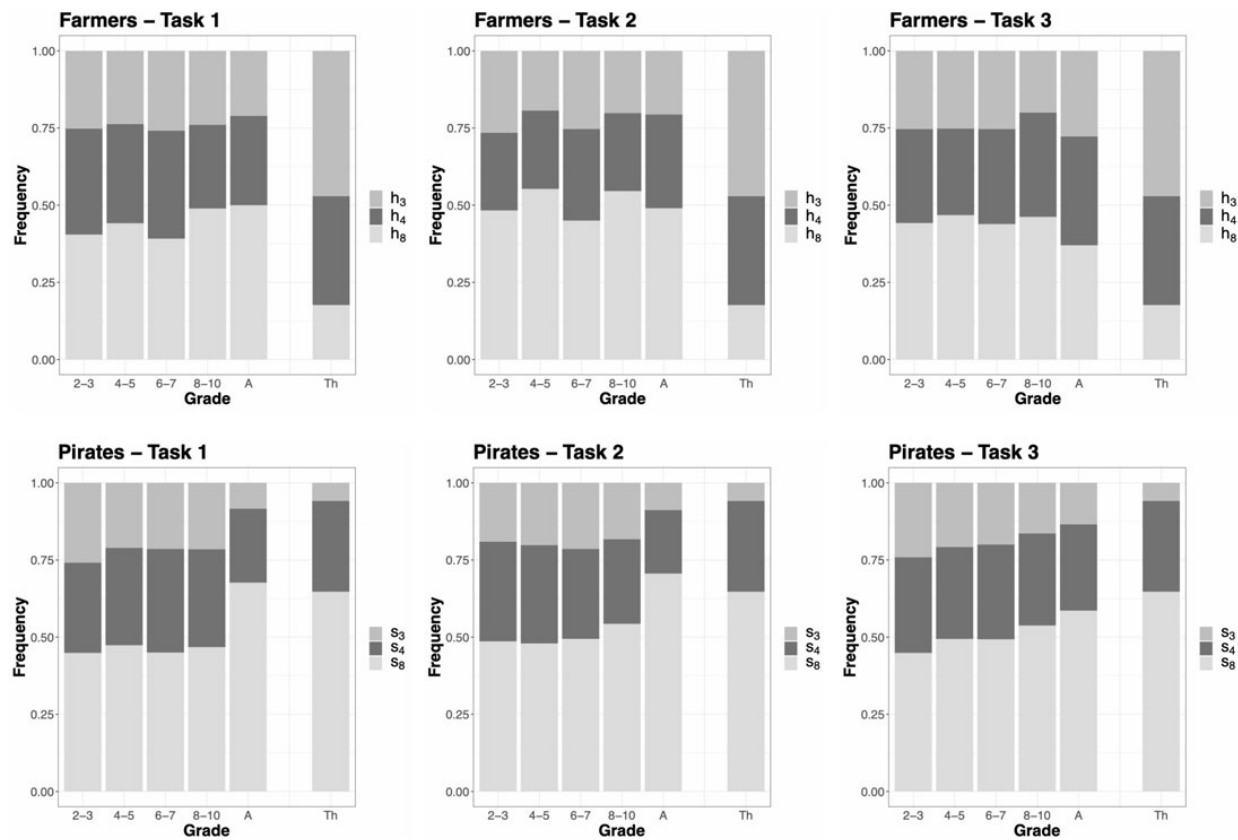 Farmers – Task 1
1.00
0.75
0.50
0.25
0.00
Frequency
2–3 4–5 6–7 8–10 A Th
Grade
h3
h4
h8
Farmers – Task 2
1.00
0.75
0.50
0.25
0.00
Frequency
2–3 4–5 6–7 8–10 A Th
Grade
h3
h4
h8
Farmers – Task 3
1.00
0.75
0.50
0.25
0.00
Frequency
2–3 4–5 6–7 8–10 A Th
Grade
h3
h4
h8
Pirates – Task 1
1.00
0.75
0.50
0.25
0.00
Frequency
2–3 4–5 6–7 8–10 A Th
Grade
s3
s4
s8
Pirates – Task 2
1.00
0.75
0.50
0.25
0.00
Frequency
2–3 4–5 6–7 8–10 A Th
Grade
s3
s4
s8
Pirates – Task 3
1.00
0.75
0.50
0.25
0.00
Frequency
2–3 4–5 6–7 8–10 A Th
Grade
s3
s4
s8